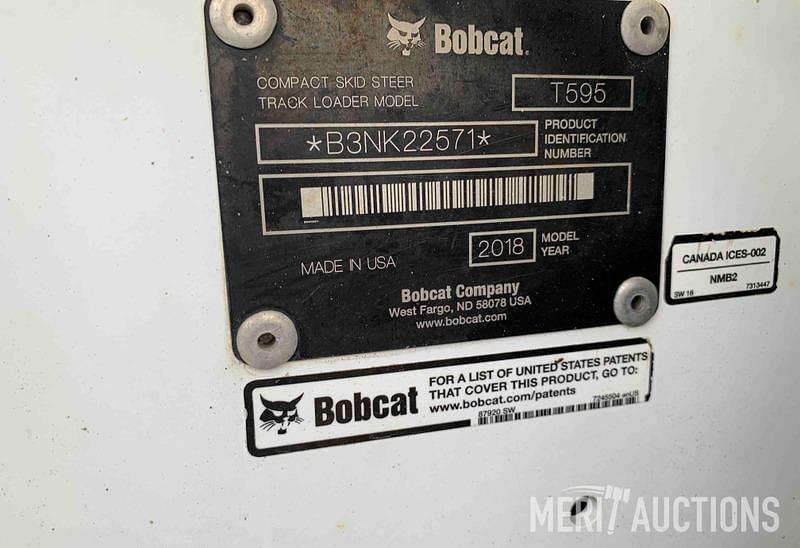 Bobcat
COMPACT SKID STEER
TRACK LOADER MODEL
T595
*B3NK22571*
PRODUCT
IDENTIFICATION
NUMBER
2018
MODEL
YEAR
MADE IN USA
Bobcat Company
West Fargo, ND 58078 USA
www.bobcat.com
CANADA ICES-002
NMB2
SW 16
7313447
Bobcat
FOR A LIST OF UNITED STATES PATENTS
THAT COVER THIS PRODUCT, GO TO:
www.bobcat.com/patents
87920 SW
7245504 enUS
MERIT AUCTIONS